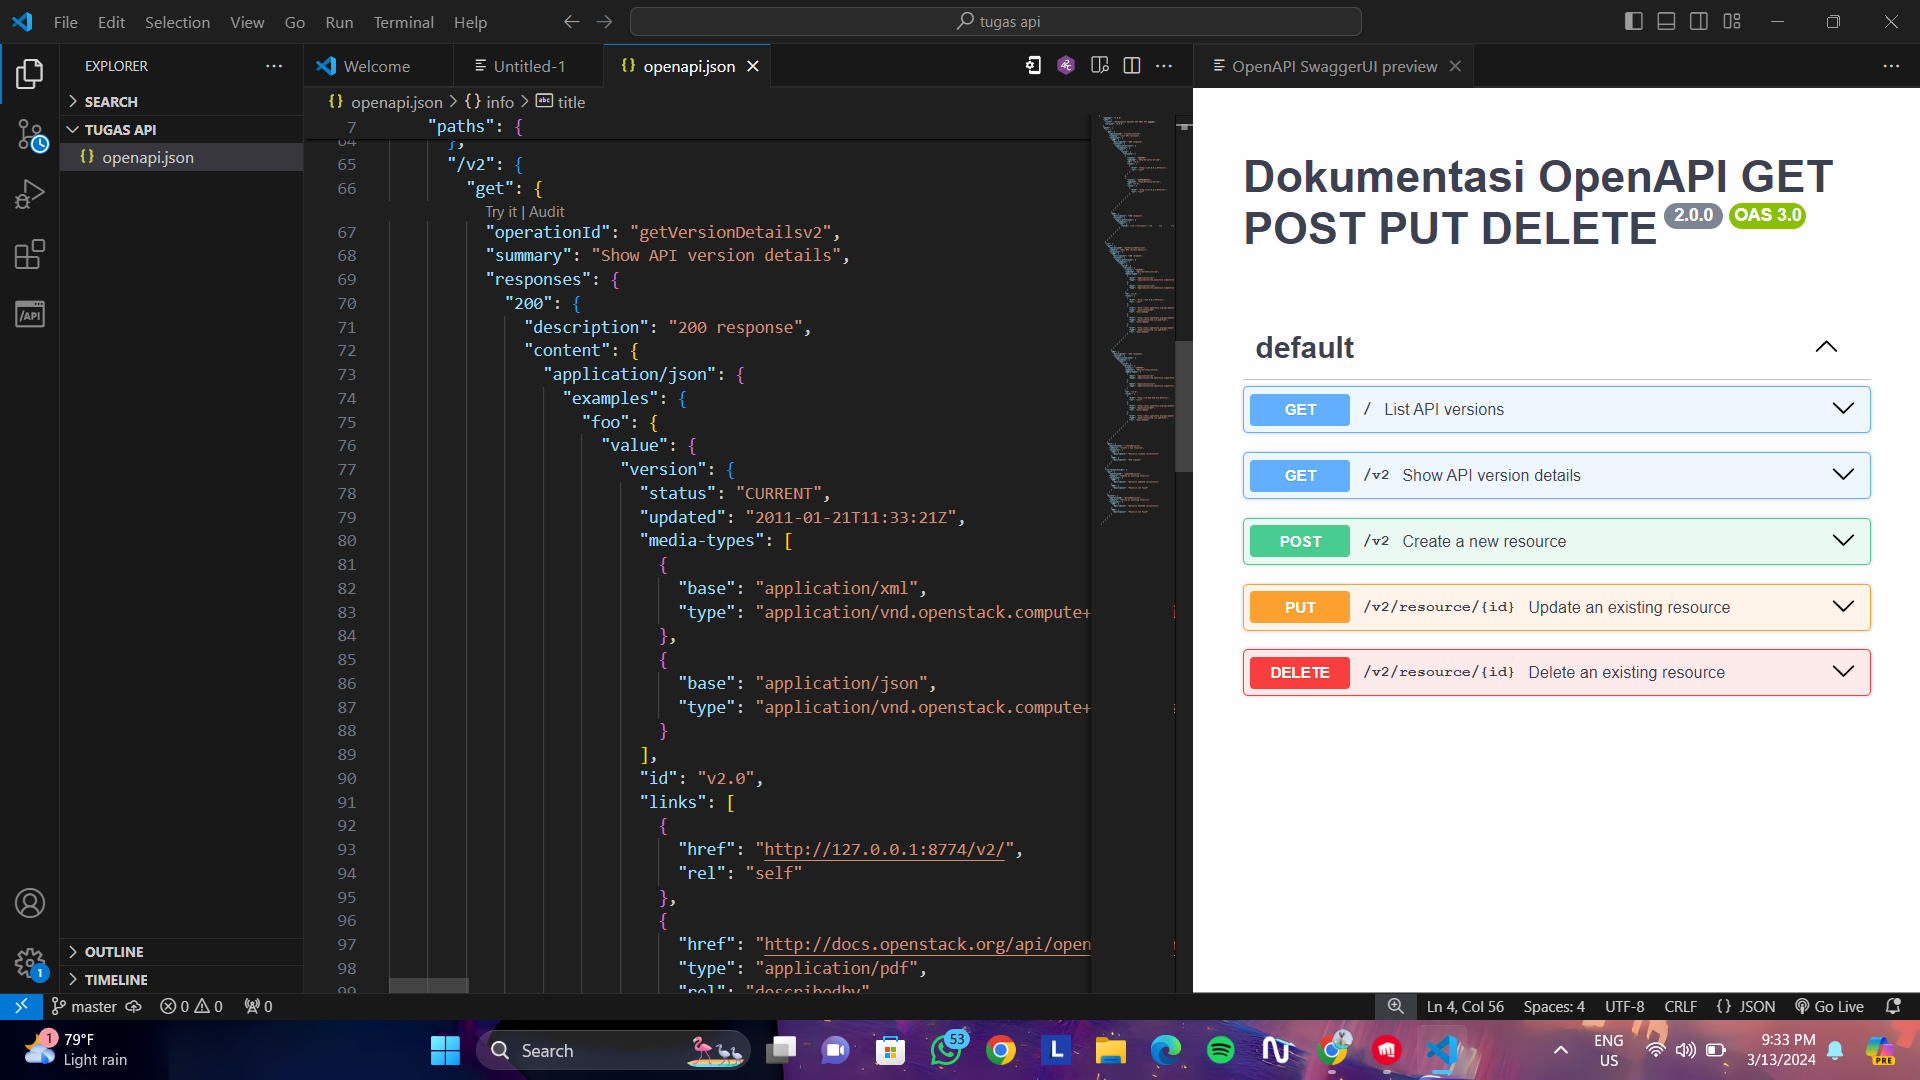 File Edit Selection View Go Run Terminal Help
tugas api
EXPLORER
SEARCH
TUGAS API
openapi.json
OUTLINE
TIMELINE
Welcome
Untitled-1
openapi.json
openapi.json > {} info > title
7 "paths": {
64 },
65 "/v2": {
66 "get": {
Try it | Audit
67 "operationId": "getVersionDetailsv2",
68 "summary": "Show API version details",
69 "responses": {
70 "200": {
71 "description": "200 response",
72 "content": {
73 "application/json": {
74 "examples": {
75 "foo": {
76 "value": {
77 "version": {
78 "status": "CURRENT",
79 "updated": "2011-01-21T11:33:21Z",
80 "media-types": [
81 {
82 "base": "application/xml",
83 "type": "application/vnd.openstack.compute+
84 },
85 {
86 "base": "application/json",
87 "type": "application/vnd.openstack.compute+
88 }
89 ],
90 "id": "v2.0",
91 "links": [
92 {
93 "href": "http://127.0.0.1:8774/v2/",
94 "rel": "self"
95 },
96 {
97 "href": "http://docs.openstack.org/api/open
98 "type": "application/pdf",
99 "rel": "describedby"
OpenAPI SwaggerUI preview
Dokumentasi OpenAPI GET
POST PUT DELETE 2.0.0 OAS 3.0
default
GET / List API versions
GET /v2 Show API version details
POST /v2 Create a new resource
PUT /v2/resource/{id} Update an existing resource
DELETE /v2/resource/{id} Delete an existing resource
master 0 0 0
Ln 4, Col 56 Spaces: 4 UTF-8 CRLF {} JSON Go Live
1
79°F
Light rain
Search
53
ENG
US
9:33 PM
3/13/2024
PRE